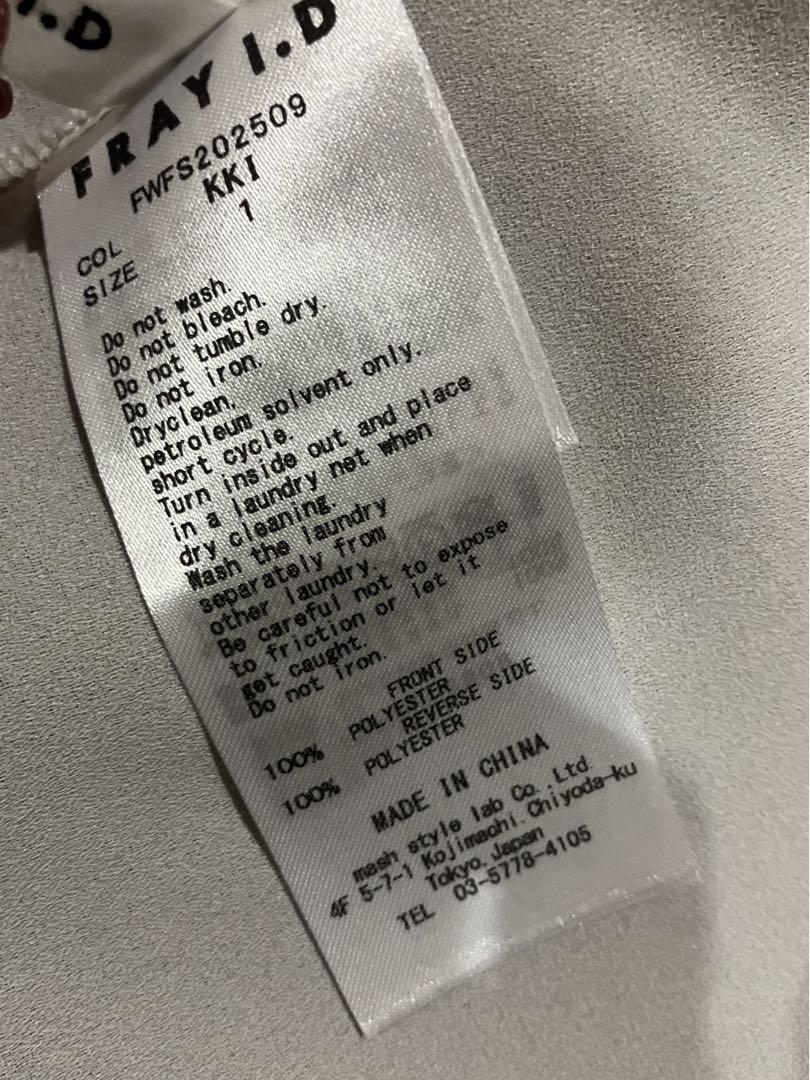 I.D
FRAY I.D
FWFS202509
COL KKI
SIZE 1
Do not wash.
Do not bleach.
Do not tumble dry.
Do not iron.
Dryclean,
petroleum solvent only.
short cycle.
Turn inside out and place
in a laundry net when
dry cleaning.
Wash the laundry
separately from
other laundry.
Be careful not to expose
to friction or let it
get caught.
Do not iron.
FRONT SIDE
100% POLYESTER
REVERSE SIDE
100% POLYESTER
MADE IN CHINA
mash style lab Co., Ltd.
4F 5-7-1 Kojimachi.Chiyoda-ku
Tokyo.Japan
TEL 03-5778-4105